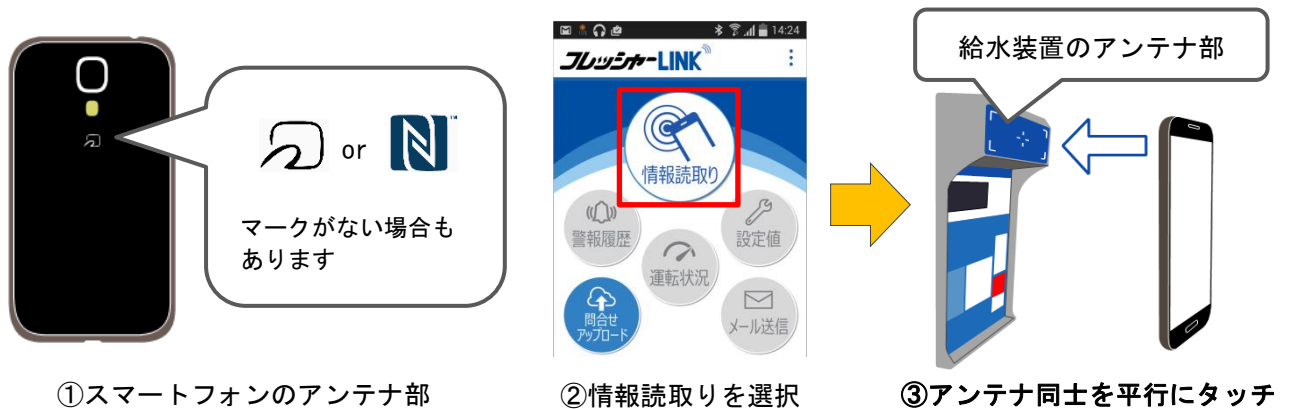 or
マークがない場合も
あります
①スマートフォンのアンテナ部
14:24
フレッシャーLINK
情報読取り
警報履歴
設定値
運転状況
問合せ
アップロード
メール送信
②情報読取りを選択
給水装置のアンテナ部
③アンテナ同士を平行にタッチ